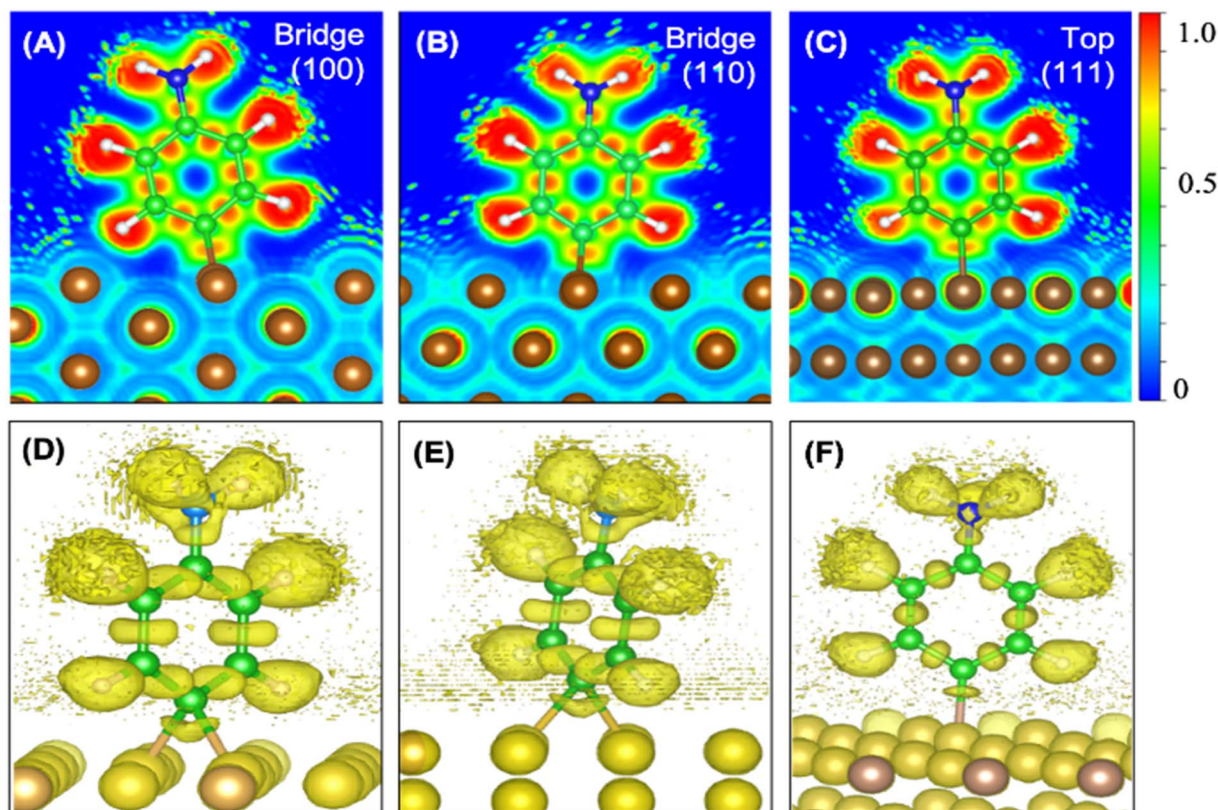 (A)
Bridge
(100)
(B)
Bridge
(110)
(C)
Top
(111)
1.0
0.5
0
(D)
(E)
(F)